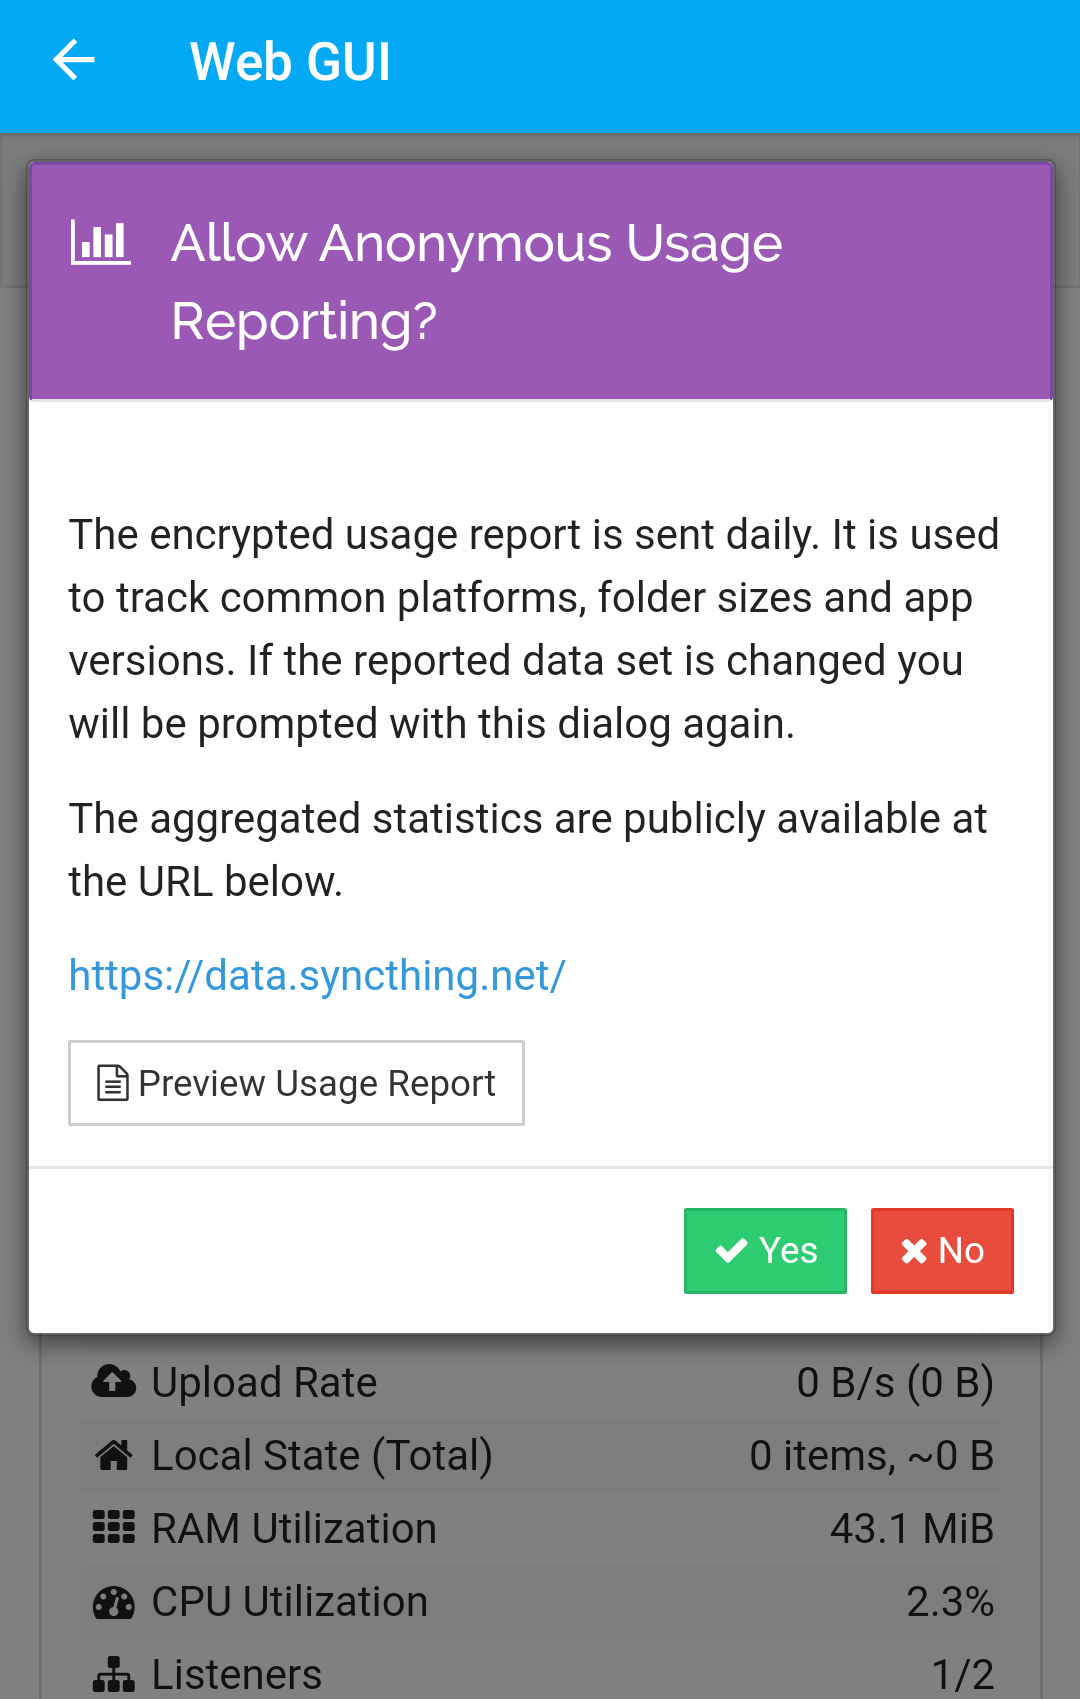 Web GUI
Allow Anonymous Usage
Reporting?
The encrypted usage report is sent daily. It is used
to track common platforms, folder sizes and app
versions. If the reported data set is changed you
will be prompted with this dialog again.
The aggregated statistics are publicly available at
the URL below.
https://data.syncthing.net/
Preview Usage Report
Yes No
Upload Rate 0 B/s (0 B)
Local State (Total) 0 items, ~0 B
RAM Utilization 43.1 MiB
CPU Utilization 2.3%
Listeners 1/2